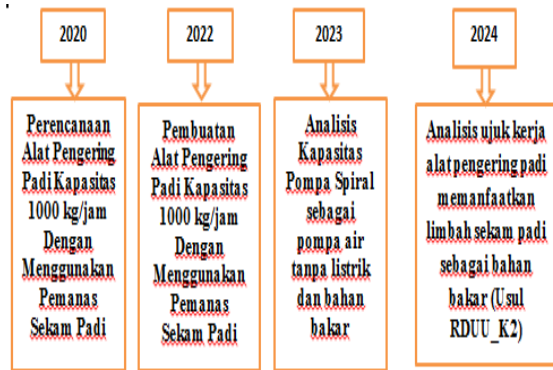 2020
Perencanaan
Alat Pengering
Padi Kapasitas
1000 kg/jam
Dengan
Menggunakan
Pemanas
Sekam Padi
2022
Pembuatan
Alat Pengering
Padi Kapasitas
1000 kg/jam
Dengan
Menggunakan
Pemanas
Sekam Padi
2023
Analisis
Kapasitas
Pompa Spiral
sebagai
pompa air
tanpa listrik
dan bahan
bakar
2024
Analisis ujuk kerja
alat pengering padi
memanfaatkan
limbah sekam padi
sebagai bahan
bakar (Usul
RDUU_K2)